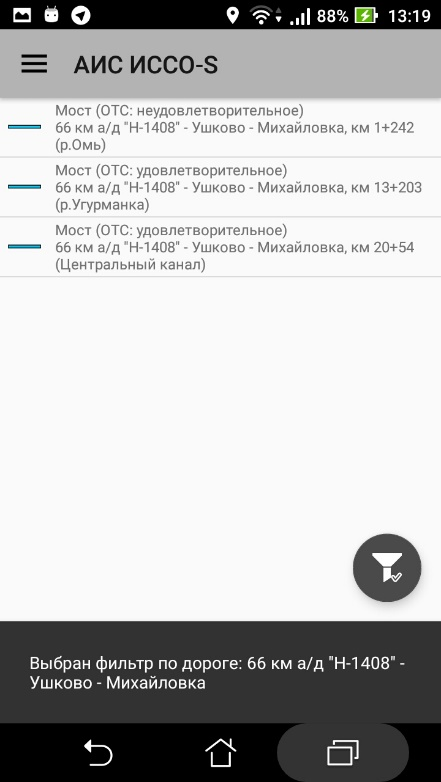 88% 13:19
АИС ИССО-S
Мост (ОТС: неудовлетворительное)
66 км а/д "Н-1408" - Ушково - Михайловка, км 1+242
(р.Омь)
Мост (ОТС: удовлетворительное)
66 км а/д "Н-1408" - Ушково - Михайловка, км 13+203
(р.Угурманка)
Мост (ОТС: удовлетворительное)
66 км а/д "Н-1408" - Ушково - Михайловка, км 20+54
(Центральный канал)
Выбран фильтр по дороге: 66 км а/д "Н-1408" -
Ушково - Михайловка